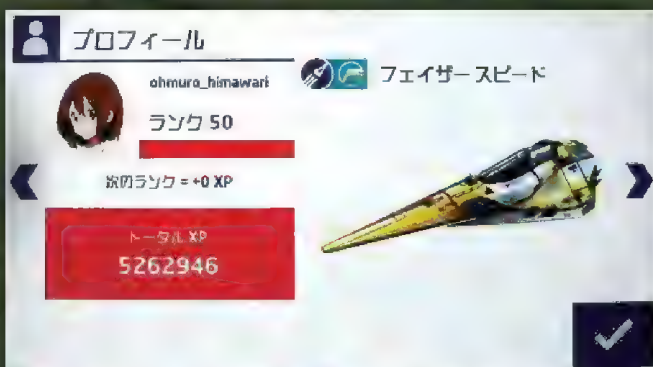 プロフィール
ohmuro_himawari
ランク 50
次のランク = +0 XP
トータル XP
5262946
フェイザー スピード